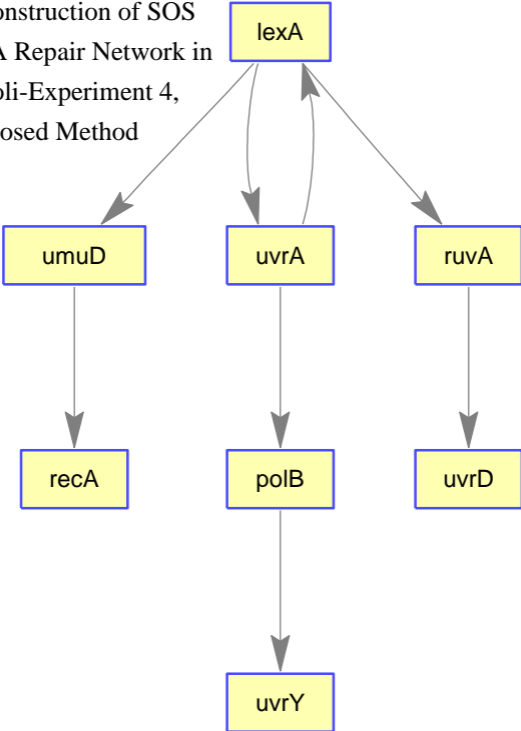 onstruction of SOS
A Repair Network in
oli-Experiment 4,
osed Method
lexA
umuD
uvrA
ruvA
recA
polB
uvrD
uvrY